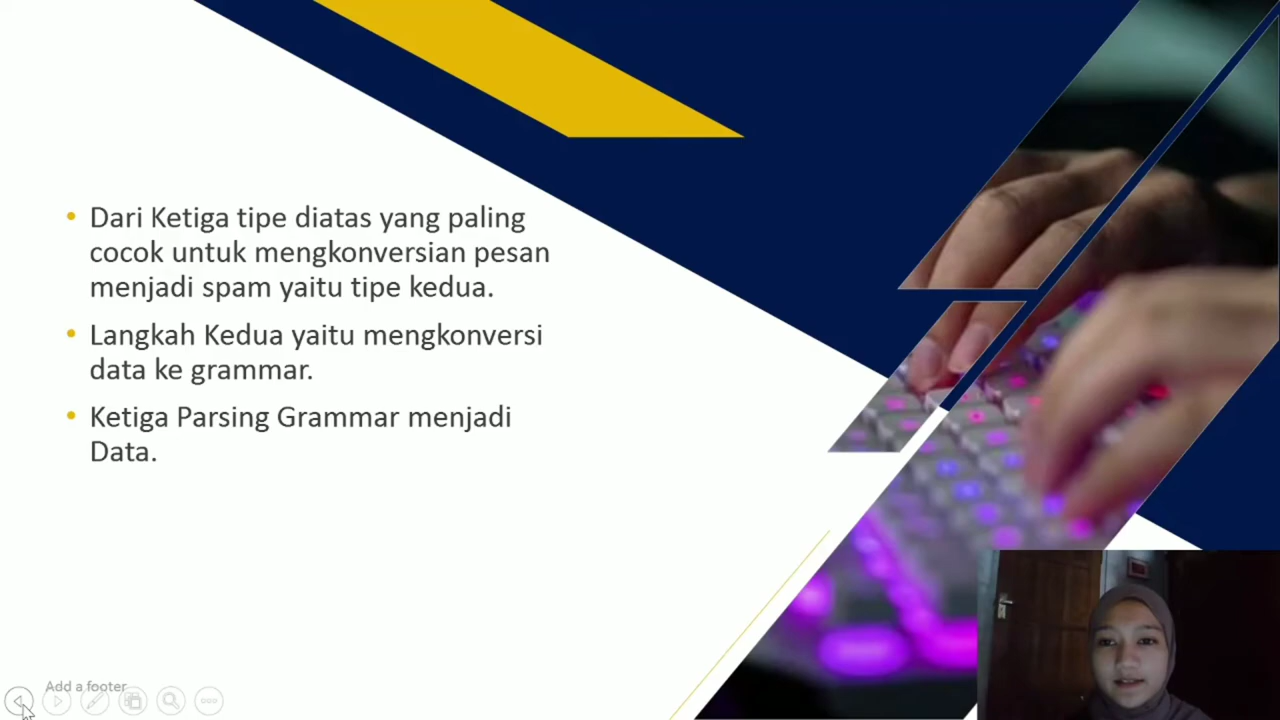 Dari Ketiga tipe diatas yang paling
cocok untuk mengkonversian pesan
menjadi spam yaitu tipe kedua.
Langkah Kedua yaitu mengkonversi
data ke grammar.
Ketiga Parsing Grammar menjadi
Data.
Add a footer